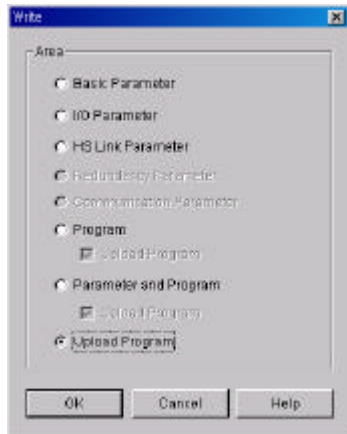 Write
Area
Basic Parameter
I/O Parameter
HS Link Parameter
Redundancy Parameter
Communication Parameter
Program
Upload Program
Parameter and Program
Upload Program
Upload Program
OK
Cancel
Help